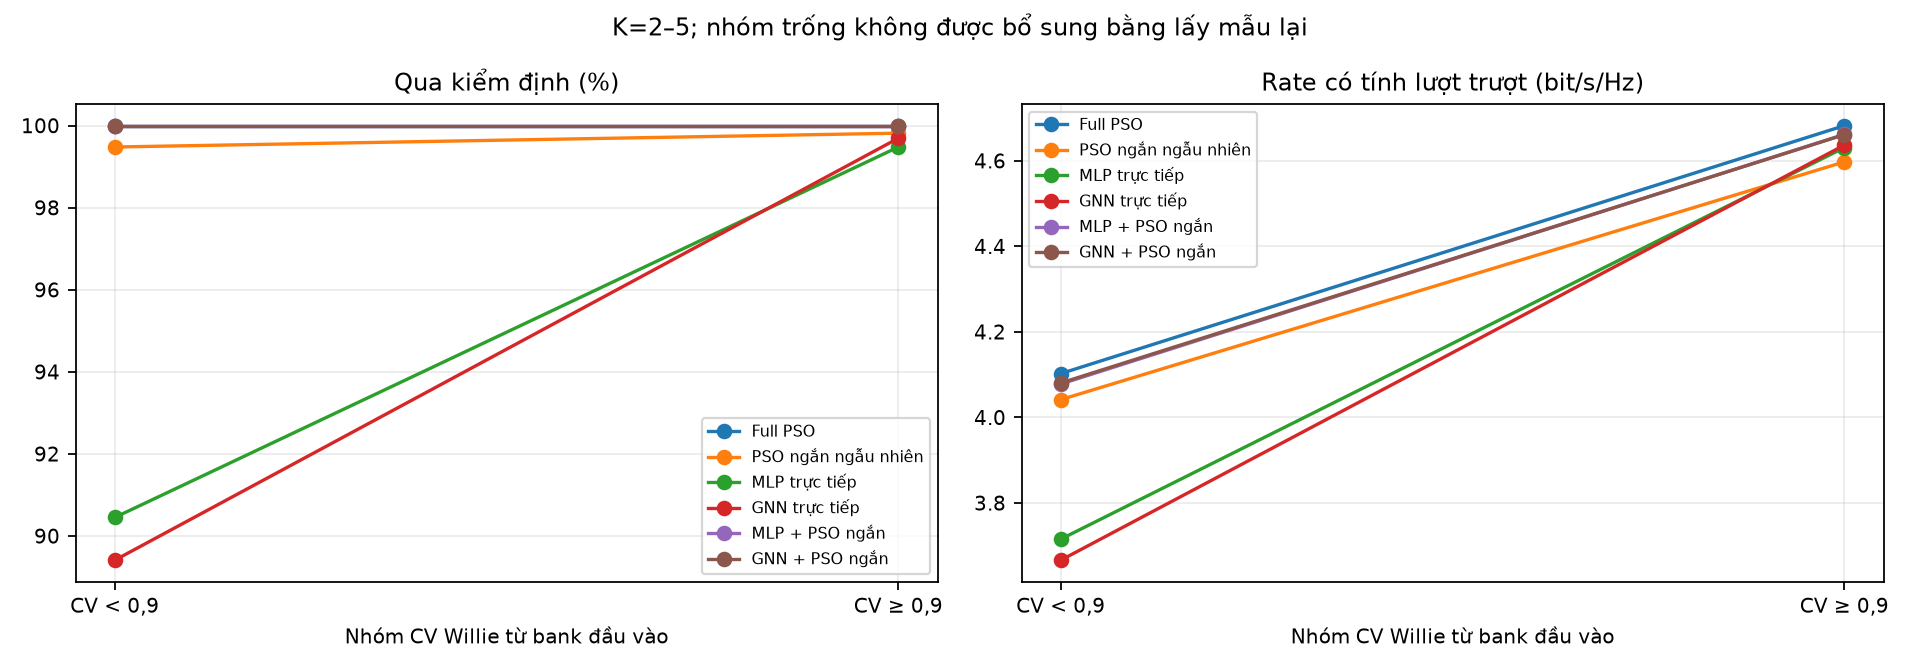 K=2–5; nhóm trống không được bổ sung bằng lấy mẫu lại
Qua kiểm định (%)
100
98
96
94
92
90
Full PSO
PSO ngắn ngẫu nhiên
MLP trực tiếp
GNN trực tiếp
MLP + PSO ngắn
GNN + PSO ngắn
CV < 0,9
CV ≥ 0,9
Nhóm CV Willie từ bank đầu vào
Rate có tính lượt trượt (bit/s/Hz)
Full PSO
PSO ngắn ngẫu nhiên
MLP trực tiếp
GNN trực tiếp
MLP + PSO ngắn
GNN + PSO ngắn
4.6
4.4
4.2
4.0
3.8
CV < 0,9
CV ≥ 0,9
Nhóm CV Willie từ bank đầu vào